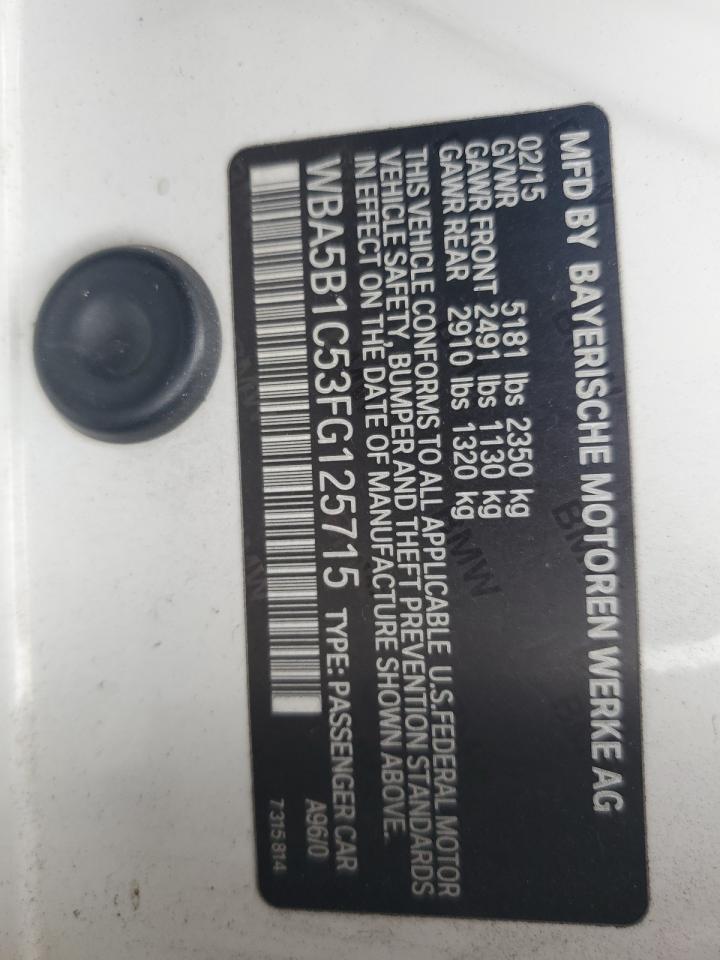 MFD BY BAYERISCHE MOTOREN WERKE AG
02/15
GVWR 5181 lbs 2350 kg
GAWR FRONT 2491 lbs 1130 kg
GAWR REAR 2910 lbs 1320 kg
THIS VEHICLE CONFORMS TO ALL APPLICABLE U.S.FEDERAL MOTOR
VEHICLE SAFETY, BUMPER AND THEFT PREVENTION STANDARDS
IN EFFECT ON THE DATE OF MANUFACTURE SHOWN ABOVE.
WBA5B1C53FG125715 TYPE: PASSENGER CAR
A96/0
7315814